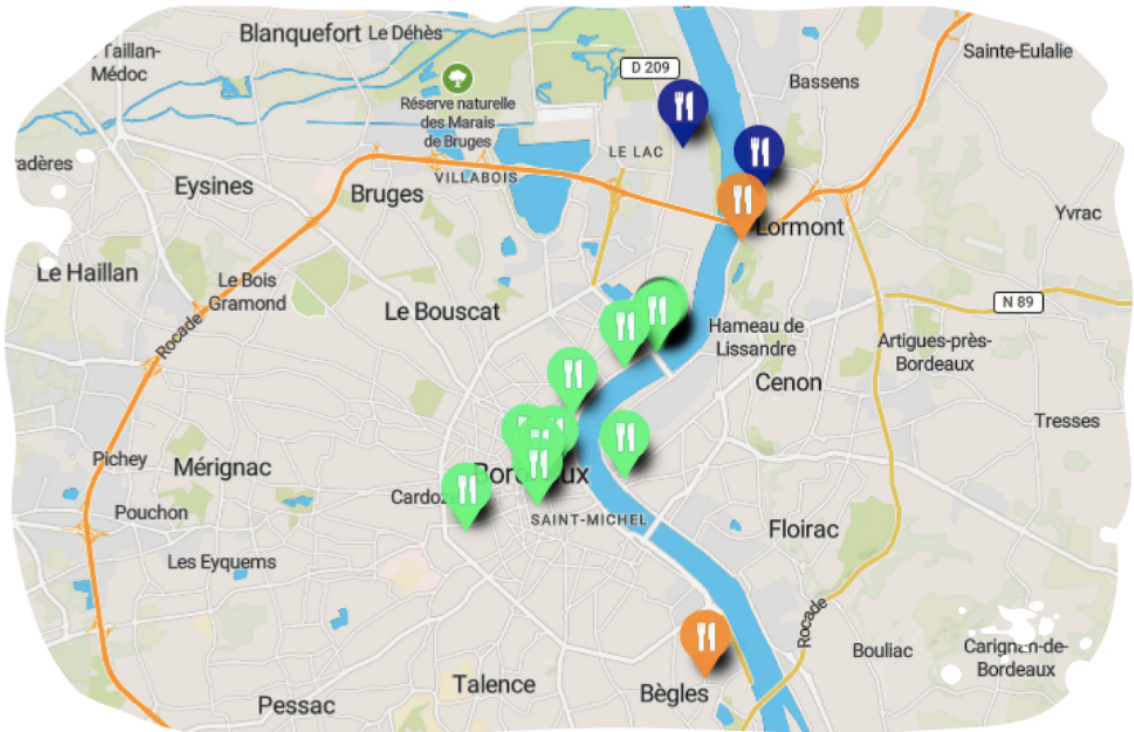 Blanquefort
Le Déhès
Taillan-
Médoc
Sainte-Eulalie
D 209
Bassens
Réserve naturelle
des Marais
de Bruges
LE LAC
VILLABOIS
Eysines
Bruges
Yvrac
Lormont
Le Haillan
Le Bois
Gramond
Le Bouscat
N 89
Rocade
Hameau de
Lissandre
Artigues-près-
Bordeaux
Cenon
Tresses
Pichey
Mérignac
Pouchon
SAINT-MICHEL
Floirac
Les Eyquems
Rocade
Bouliac
Carignan-de-
Bordeaux
Talence
Bègles
Pessac